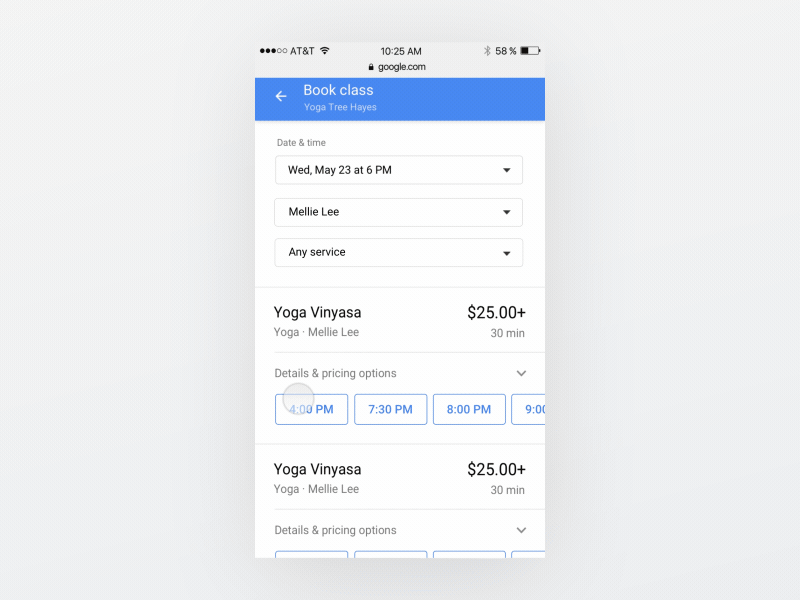 AT&T 10:25 AM 58 %
google.com
Book class
Yoga Tree Hayes
Date & time
Wed, May 23 at 6 PM
Mellie Lee
Any service
Yoga Vinyasa $25.00+
Yoga · Mellie Lee 30 min
Details & pricing options
4:00 PM 7:30 PM 8:00 PM 9:00
Yoga Vinyasa $25.00+
Yoga · Mellie Lee 30 min
Details & pricing options